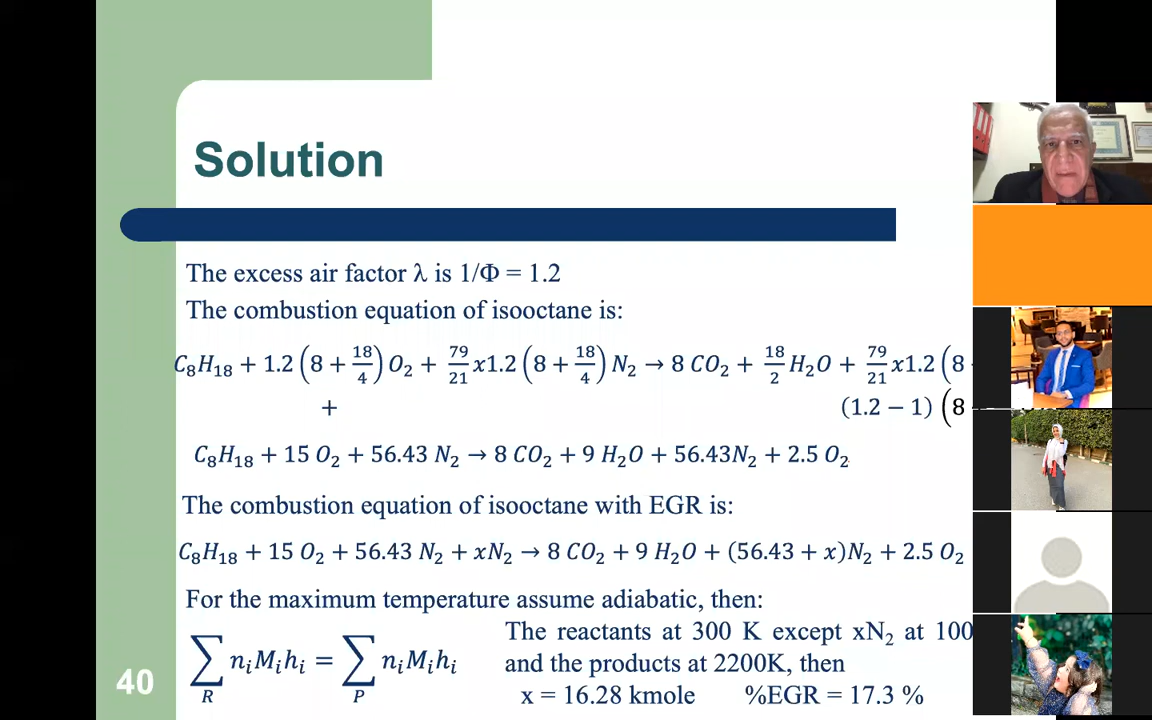 Solution
The excess air factor λ is 1/Φ = 1.2
The combustion equation of isooctane is:
C₈H₁₈ + 1.2 (8 + 18/4) O₂ + 79/21 x1.2 (8 + 18/4) N₂ → 8 CO₂ + 18/2 H₂O + 79/21 x1.2 (8
+ (1.2 − 1) (8
C₈H₁₈ + 15 O₂ + 56.43 N₂ → 8 CO₂ + 9 H₂O + 56.43N₂ + 2.5 O₂
The combustion equation of isooctane with EGR is:
C₈H₁₈ + 15 O₂ + 56.43 N₂ + xN₂ → 8 CO₂ + 9 H₂O + (56.43 + x)N₂ + 2.5 O₂
For the maximum temperature assume adiabatic, then:
∑R nᵢMᵢhᵢ = ∑P nᵢMᵢhᵢ
The reactants at 300 K except xN₂ at 100
and the products at 2200K, then
x = 16.28 kmole %EGR = 17.3 %
40